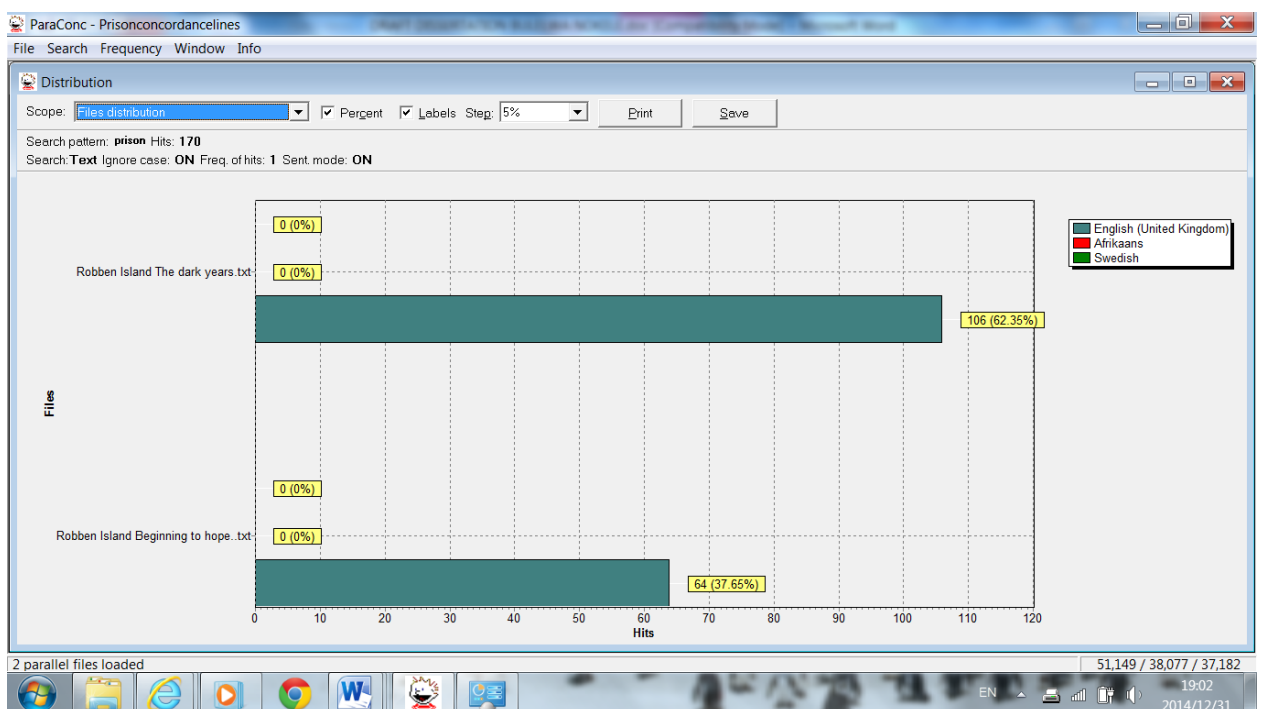 ParaConc - Prisonconcordancelines
File Search Frequency Window Info
Distribution
Scope: Files distribution Percent Labels Step: 5% Print Save
Search pattern: prison Hits: 170
Search: Text Ignore case: ON Freq. of hits: 1 Sent. mode: ON
English (United Kingdom)
Afrikaans
Swedish
0 (0%)
Robben Island The dark years.txt 0 (0%)
106 (62.35%)
Files
0 (0%)
Robben Island Beginning to hope..txt 0 (0%)
64 (37.65%)
0 10 20 30 40 50 60 70 80 90 100 110 120
Hits
2 parallel files loaded 51,149 / 38,077 / 37,182
EN 19:02
2014/12/31